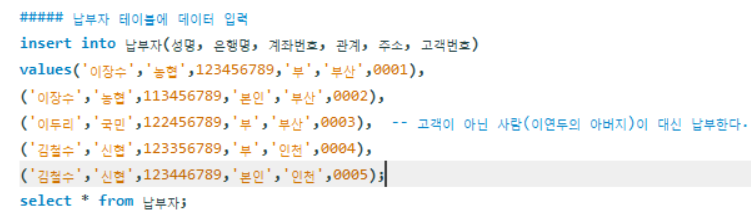 ##### 납부자 테이블에 데이터 입력
insert into 납부자(성명, 은행명, 계좌번호, 관계, 주소, 고객번호)
values('이장수','농협',123456789,'부','부산',0001),
('이장수','농협',113456789,'본인','부산',0002),
('이두리','국민',122456789,'부','부산',0003),  -- 고객이 아닌 사람(이연두의 아버지)이 대신 납부한다.
('김철수','신협',123356789,'부','인천',0004),
('김철수','신협',123446789,'본인','인천',0005);
select * from 납부자;